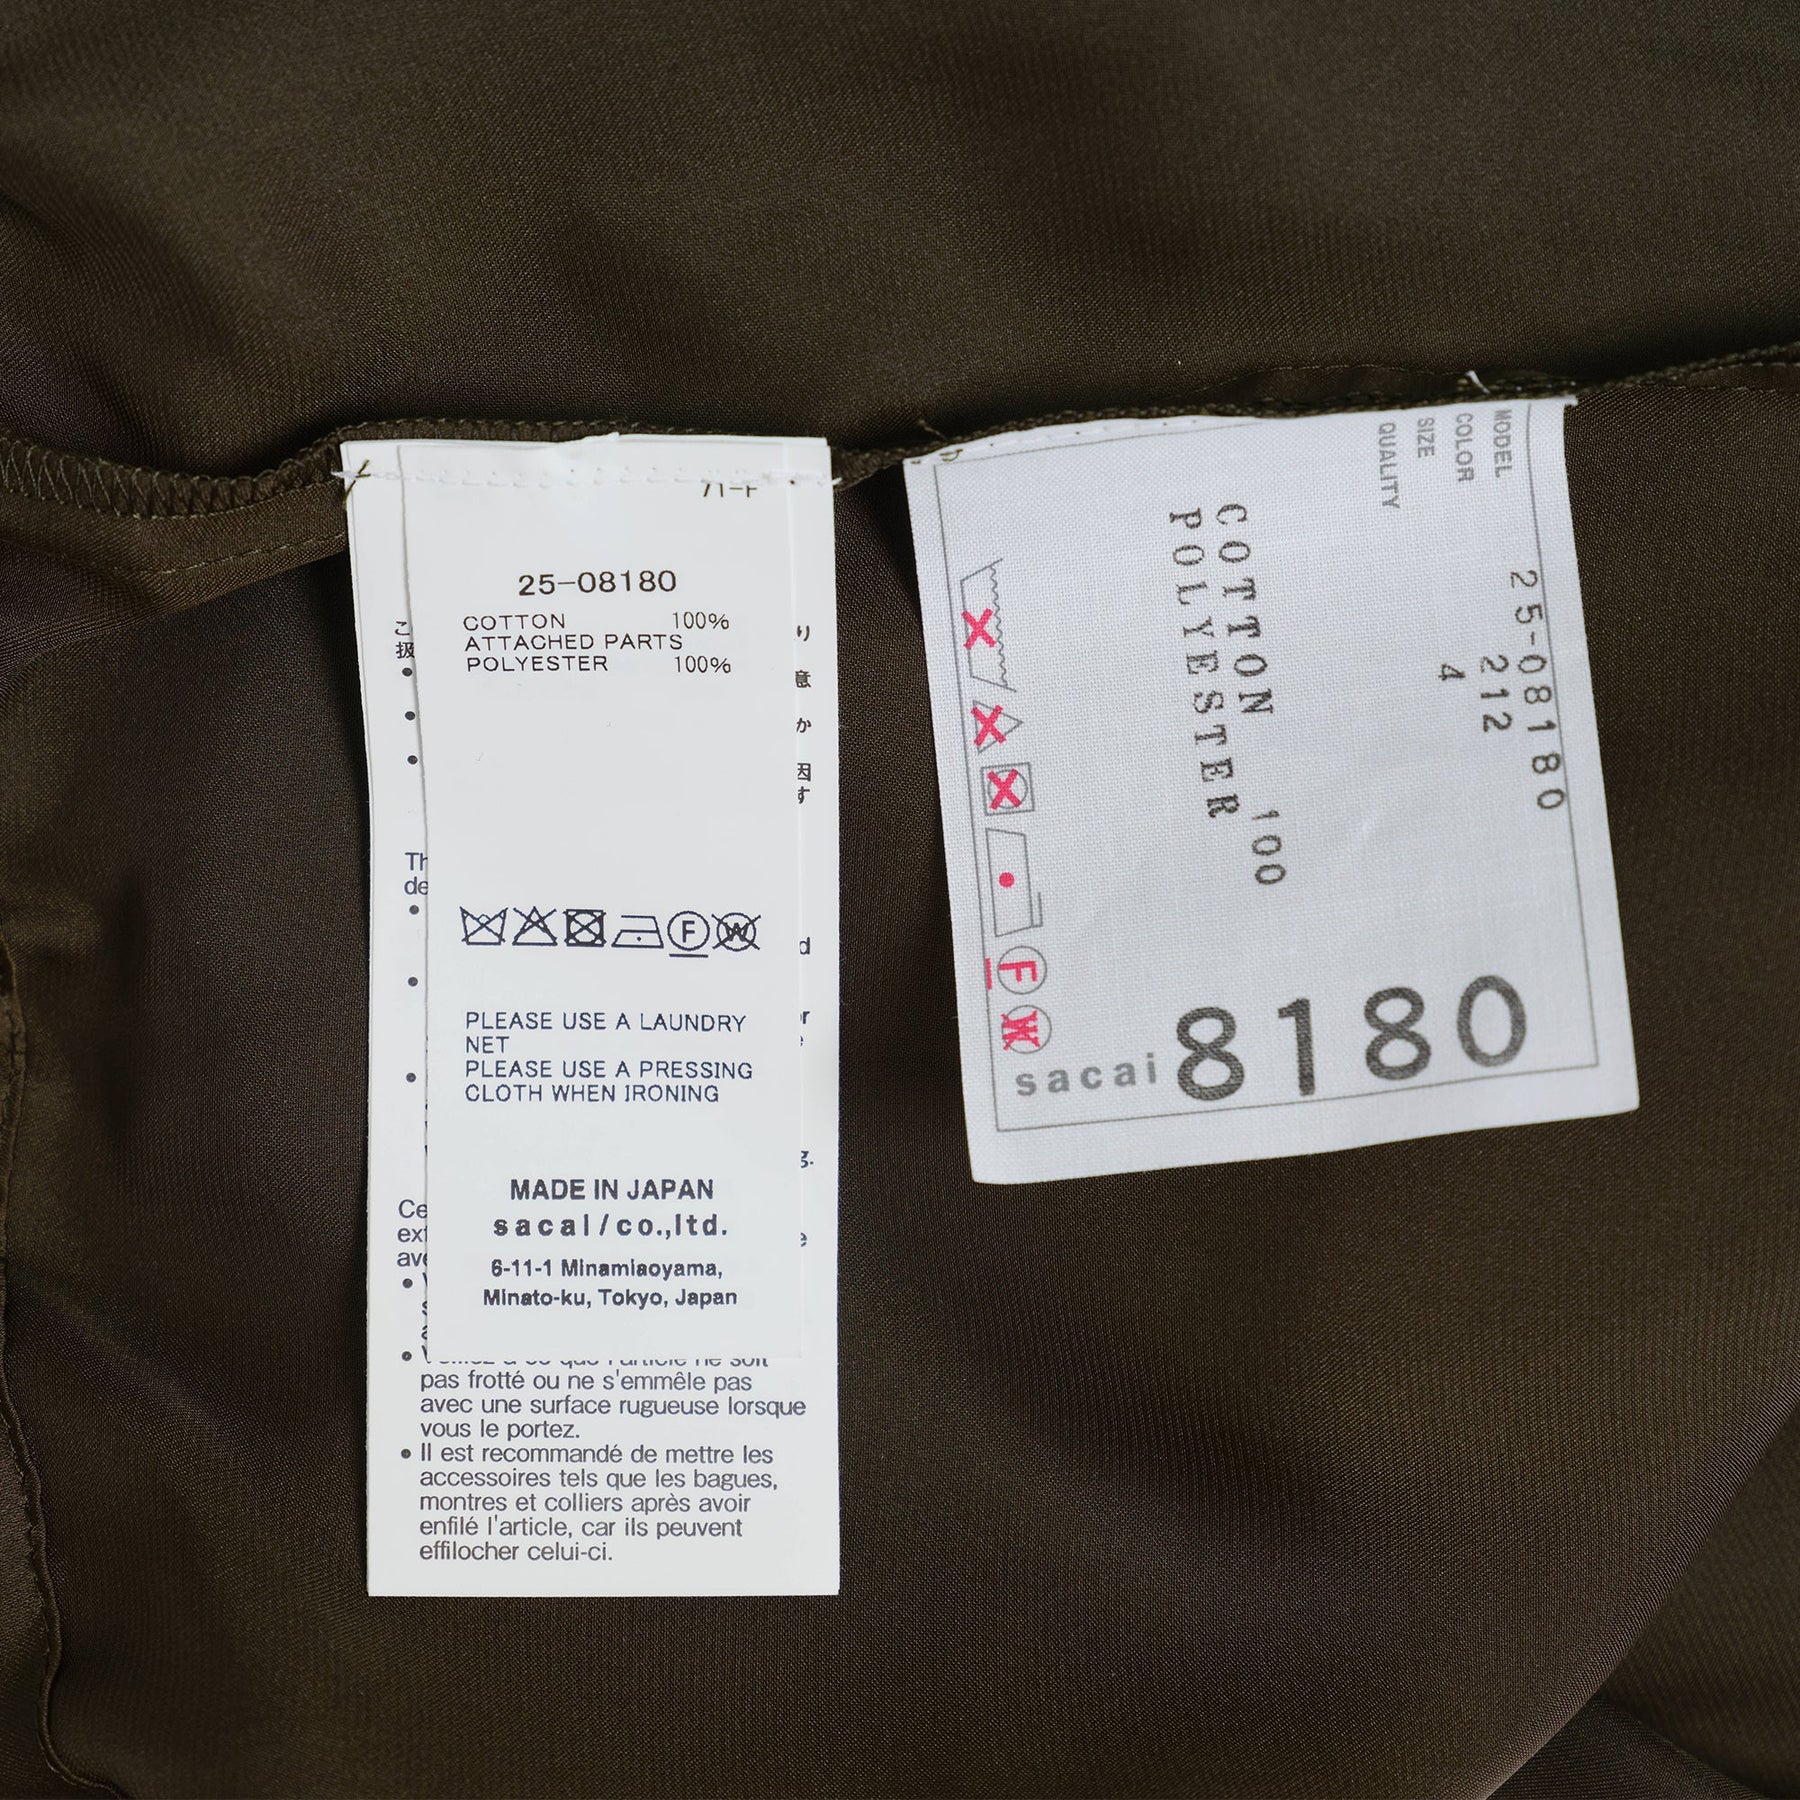 71-F
25-08180
COTTON 100%
ATTACHED PARTS
POLYESTER 100%
F
W
PLEASE USE A LAUNDRY
NET
PLEASE USE A PRESSING
CLOTH WHEN IRONING
MADE IN JAPAN
sacai/co.,ltd.
6-11-1 Minamiaoyama,
Minato-ku, Tokyo, Japan
pas frotté ou ne s'emmêle pas
avec une surface rugueuse lorsque
vous le portez.
• Il est recommandé de mettre les
accessoires tels que les bagues,
montres et colliers après avoir
enfilé l'article, car ils peuvent
effilocher celui-ci.
MODEL 25-08180
COLOR 212
SIZE 4
QUALITY
COTTON 100
POLYESTER
F
W
sacai 8180